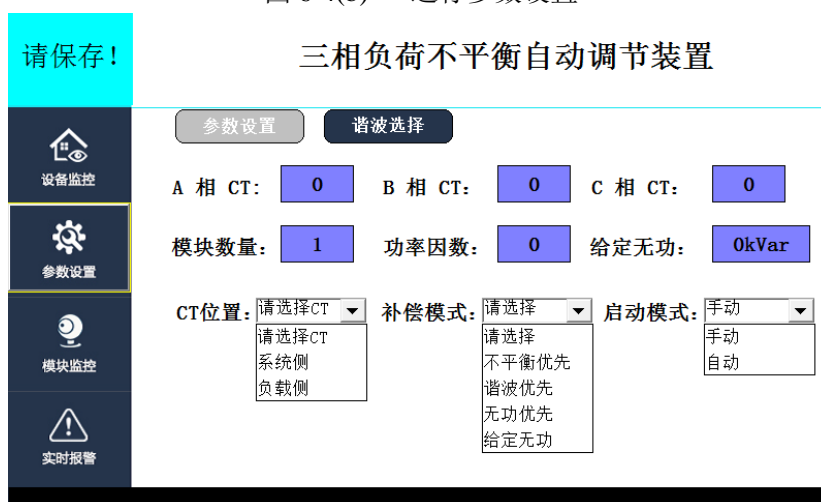 请保存！
三相负荷不平衡自动调节装置
参数设置 谐波选择
设备监控
A 相 CT: 0 B 相 CT: 0 C 相 CT: 0
模块数量: 1 功率因数: 0 给定无功: 0kVar
参数设置
CT位置: 请选择CT 补偿模式: 请选择 启动模式: 手动
请选择CT 请选择 手动
系统侧 不平衡优先 自动
负载侧 谐波优先
无功优先
给定无功
模块监控
实时报警